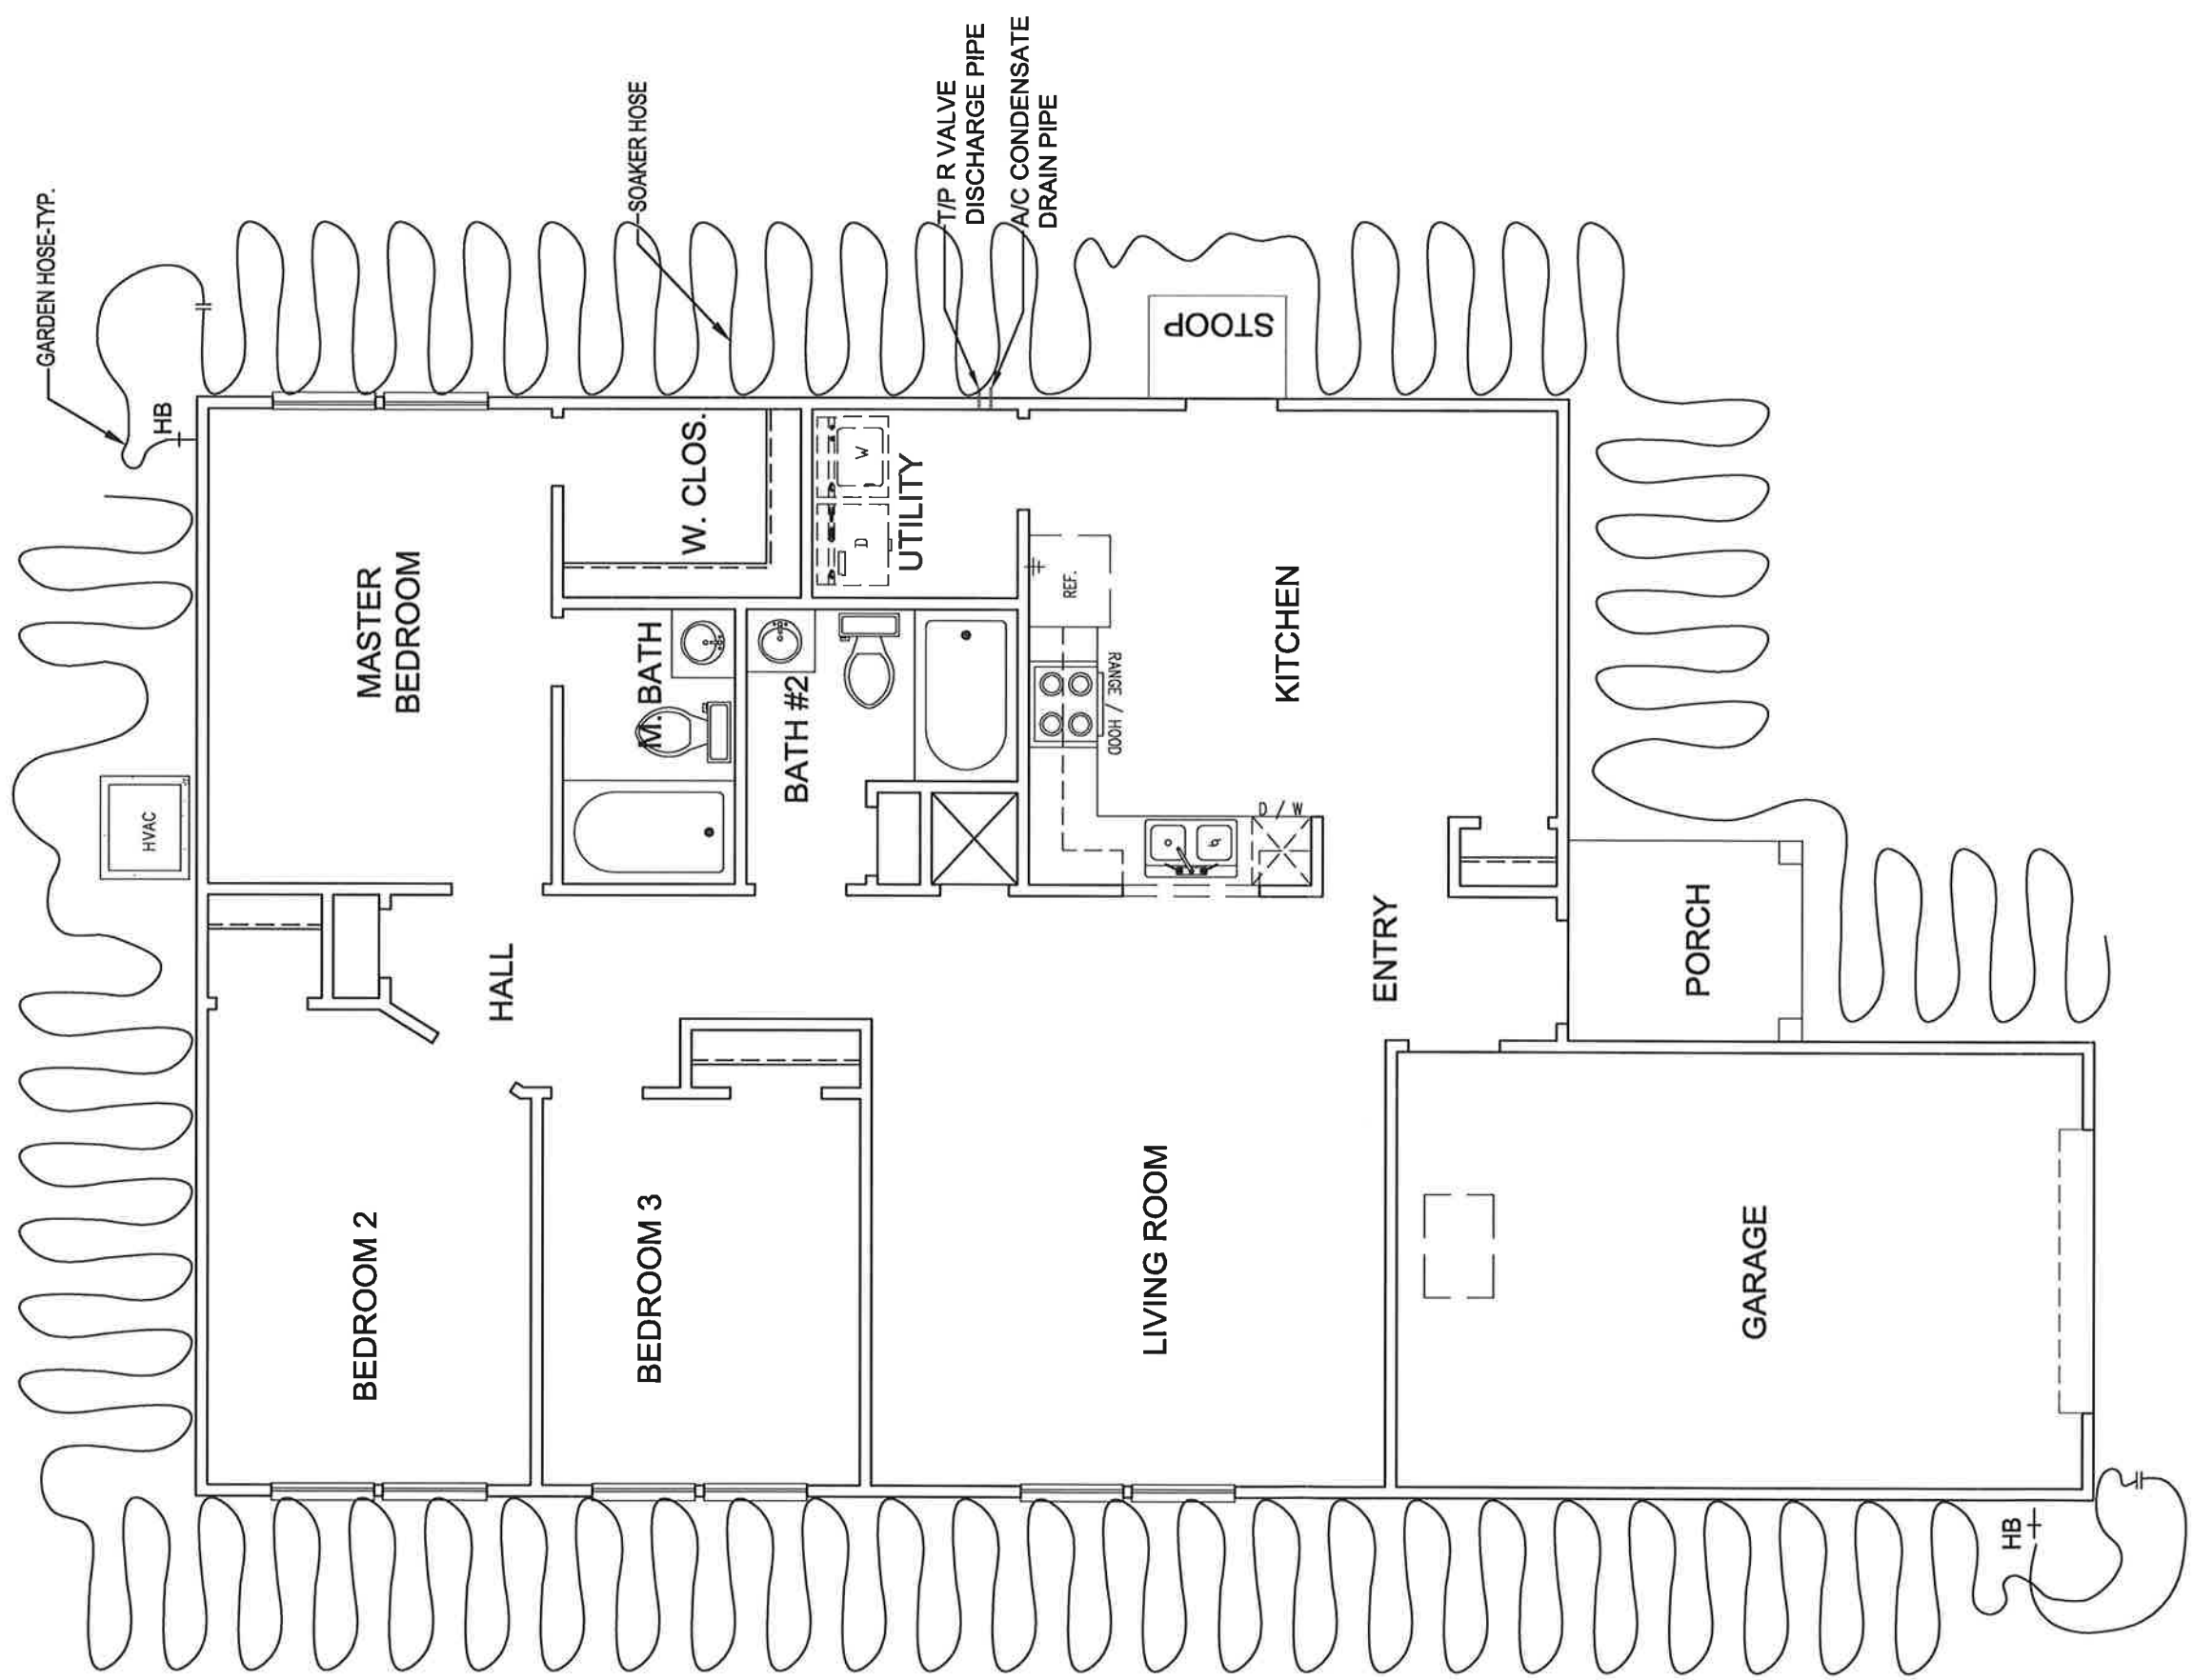 GARDEN HOSE-TYP.
HB
SOAKER HOSE
T/P R VALVE
DISCHARGE PIPE
A/C CONDENSATE
DRAIN PIPE
STOOP
MASTER
BEDROOM
W. CLOS.
W
D
UTILITY
M. BATH
BATH #2
REF.
RANGE / HOOD
KITCHEN
D / W
HVAC
HALL
ENTRY
PORCH
BEDROOM 2
BEDROOM 3
LIVING ROOM
GARAGE
HB